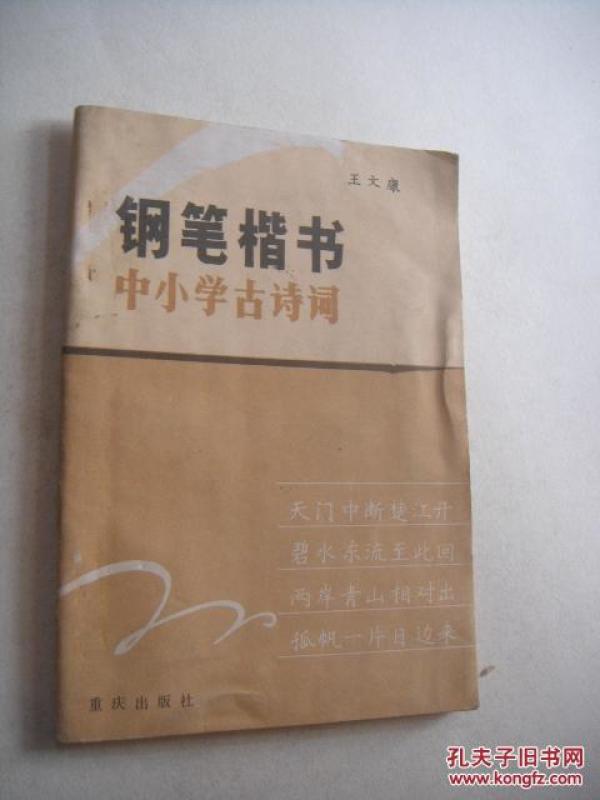 王文康
钢笔楷书
中小学古诗词
天门中断楚江开
碧水东流至此回
两岸青山相对出
孤帆一片日边来
重庆出版社
孔夫子旧书网
www.kongfz.com